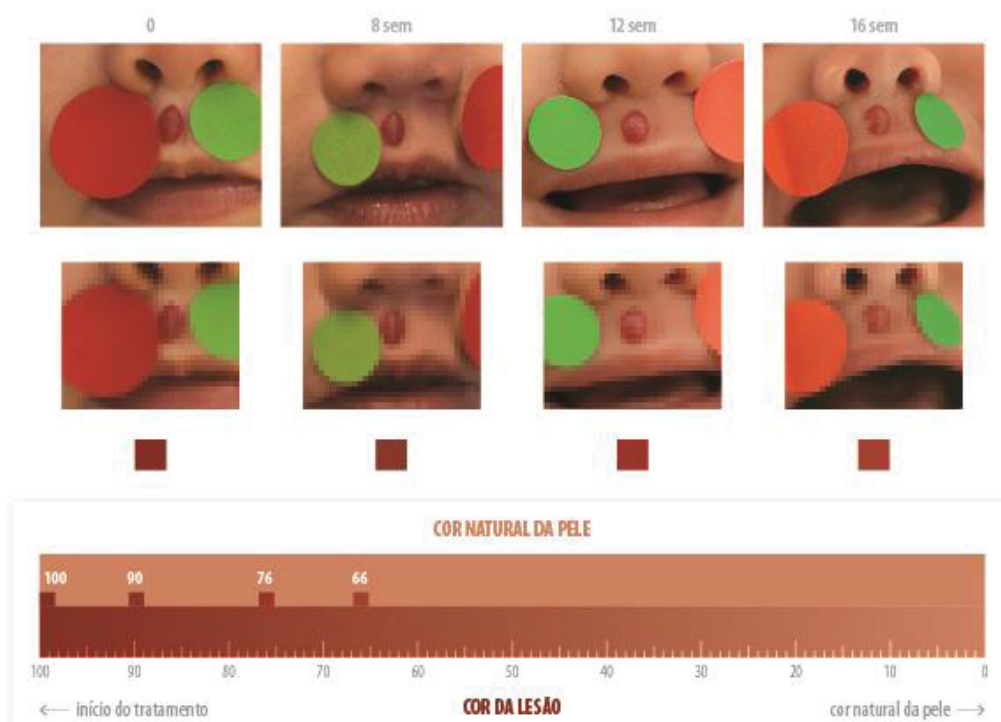 0 8 sem 12 sem 16 sem
COR NATURAL DA PELE
100 90 76 66
100 90 80 70 60 50 40 30 20 10 0
← início do tratamento COR DA LESÃO cor natural da pele →